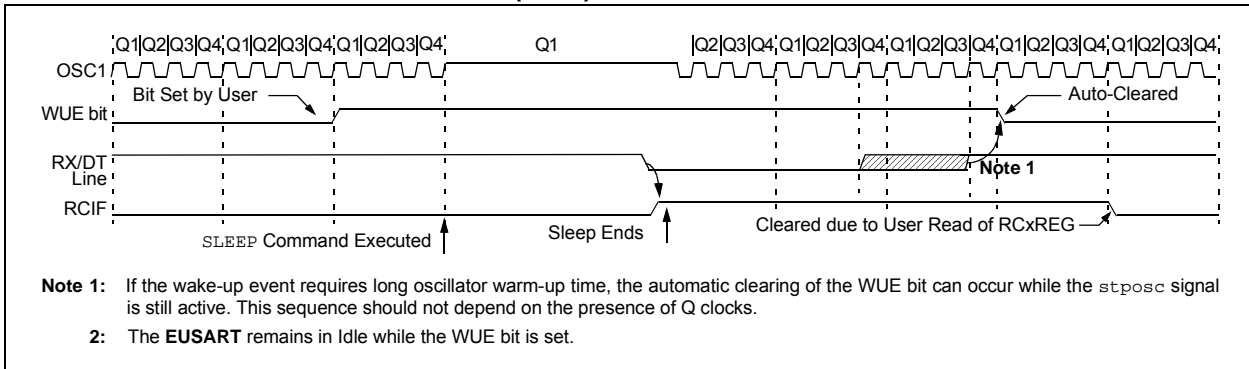 Q1 Q2 Q3 Q4 Q1 Q2 Q3 Q4 Q1 Q2 Q3 Q4 Q1 Q2 Q3 Q4 Q1 Q2 Q3 Q4 Q1 Q2 Q3 Q4 Q1 Q2 Q3 Q4 Q1 Q2 Q3 Q4
OSC1
Bit Set by User
Auto-Cleared
WUE bit
RX/DT
Line
Note 1
RCIF
SLEEP Command Executed
Sleep Ends
Cleared due to User Read of RCxREG
Note 1: If the wake-up event requires long oscillator warm-up time, the automatic clearing of the WUE bit can occur while the stposc signal
is still active. This sequence should not depend on the presence of Q clocks.
2: The EUSART remains in Idle while the WUE bit is set.